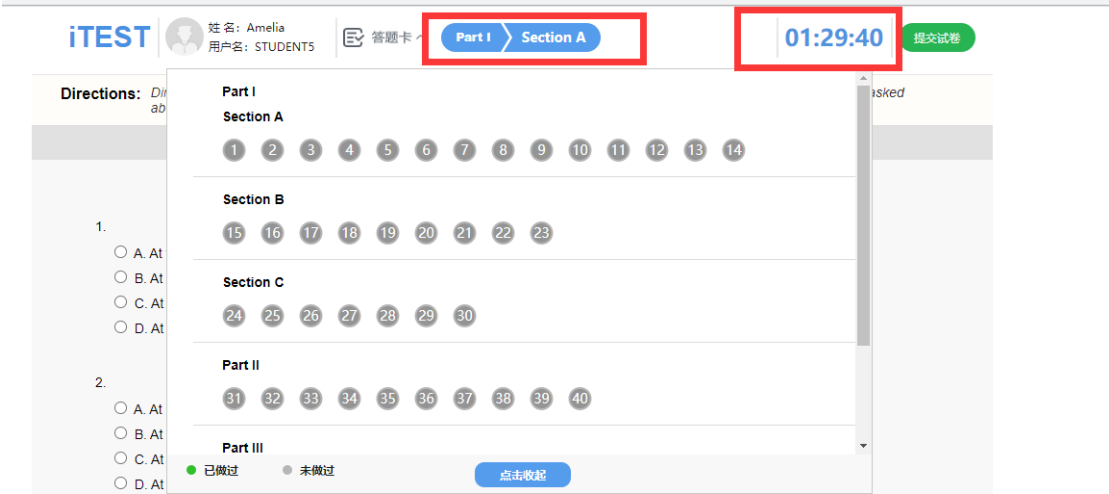 iTEST
姓 名：Amelia
用户名：STUDENT5
答题卡
Part I
Section A
01:29:40
提交试卷
Directions:
asked
Part I
Section A
1 2 3 4 5 6 7 8 9 10 11 12 13 14
Section B
15 16 17 18 19 20 21 22 23
Section C
24 25 26 27 28 29 30
Part II
31 32 33 34 35 36 37 38 39 40
Part III
已做过
未做过
点击收起
1.
A. At
B. At
C. At
D. At
2.
A. At
B. At
C. At
D. At